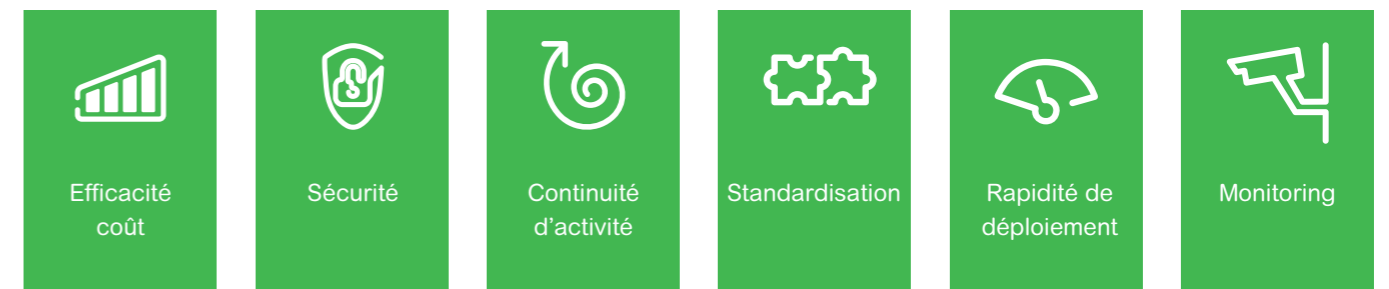 Efficacité
coût
Sécurité
Continuité
d’activité
Standardisation
Rapidité de
déploiement
Monitoring